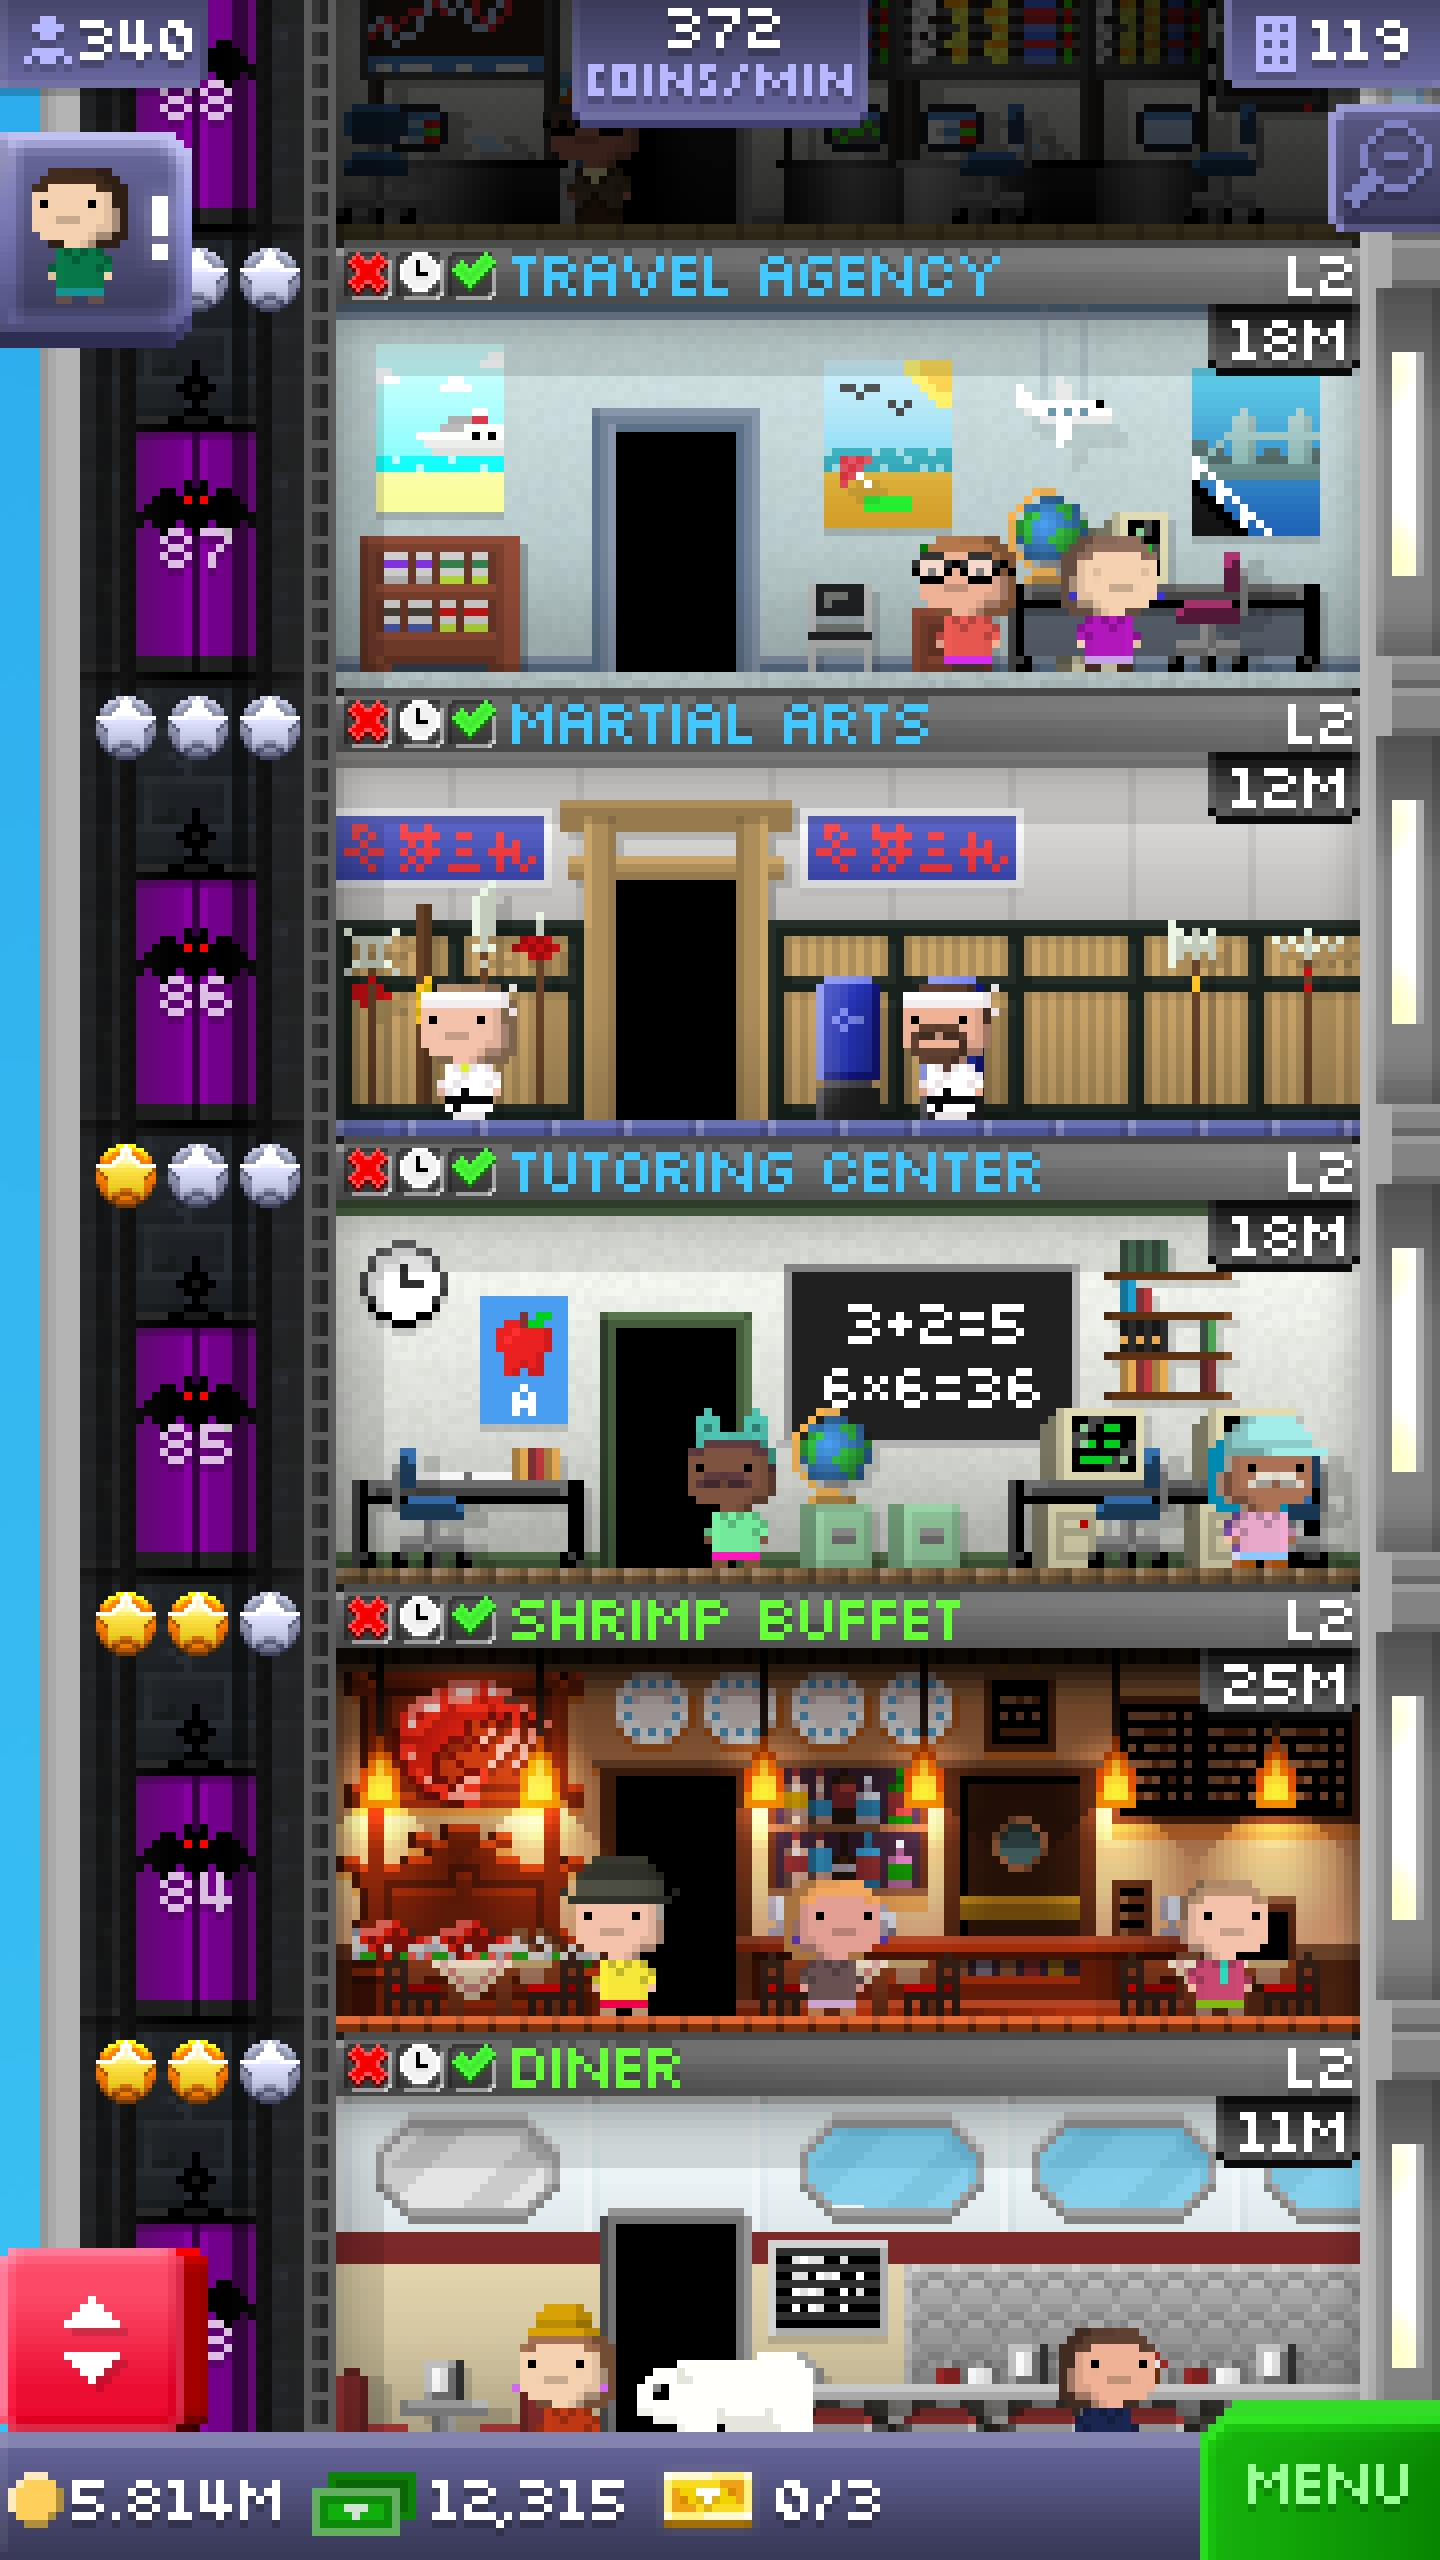 340
372
COINS/MIN
119
!
TRAVEL AGENCY
L2
18M
87
MARTIAL ARTS
L2
12M
86
TUTORING CENTER
L2
18M
3+2=5
6×6=36
A
85
SHRIMP BUFFET
L2
25M
84
DINER
L2
11M
5.814M
12,315
0/3
MENU